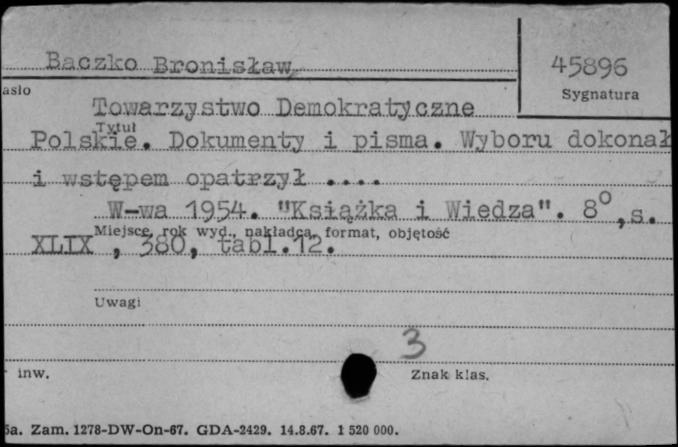 Baczko Bronisław
45896
asło
Sygnatura
Towarzystwo Demokratyczne
Tytuł
Polskie. Dokumenty i pisma. Wyboru dokonał
i wstępem opatrzył ....
W-wa 1954. "Książka i Wiedza". 8°, s.
Miejsce, rok wyd., nakładca, format, objętość
XLIX , 380, tabl.12.
Uwagi
3
inw.
Znak klas.
5a. Zam. 1278-DW-On-67. GDA-2429. 14.8.67. 1 520 000.